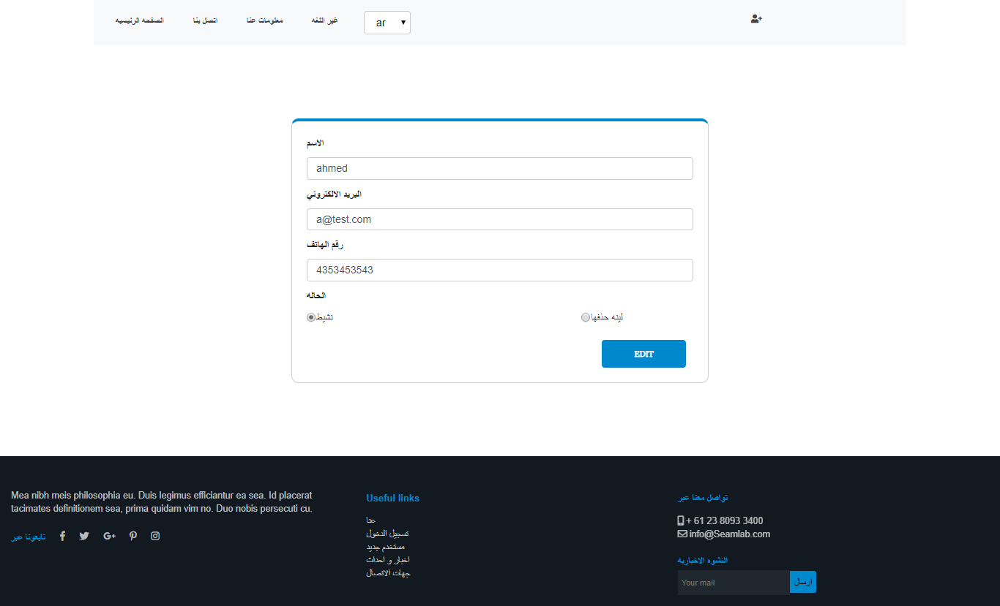 الصفحه الرئيسيه
اتصل بنا
معلومات عنا
غير اللغه
ar
الاسم
ahmed
البريد الالكتروني
a@test.com
رقم الهاتف
4353453543
الحاله
نشيط
لينه حذفها
EDIT
Mea nibh meis philosophia eu. Duis legimus efficiantur ea sea. Id placerat
tacimates definitionem sea, prima quidam vim no. Duo nobis persecuti cu.
تابعونا عبر
Useful links
عنا
تسجيل الدخول
مستخدم جديد
اخبار و احداث
جهات الاتصال
تواصل معنا عبر
+ 61 23 8093 3400
info@Seamlab.com
النشوه الاخباريه
Your mail
ارسال